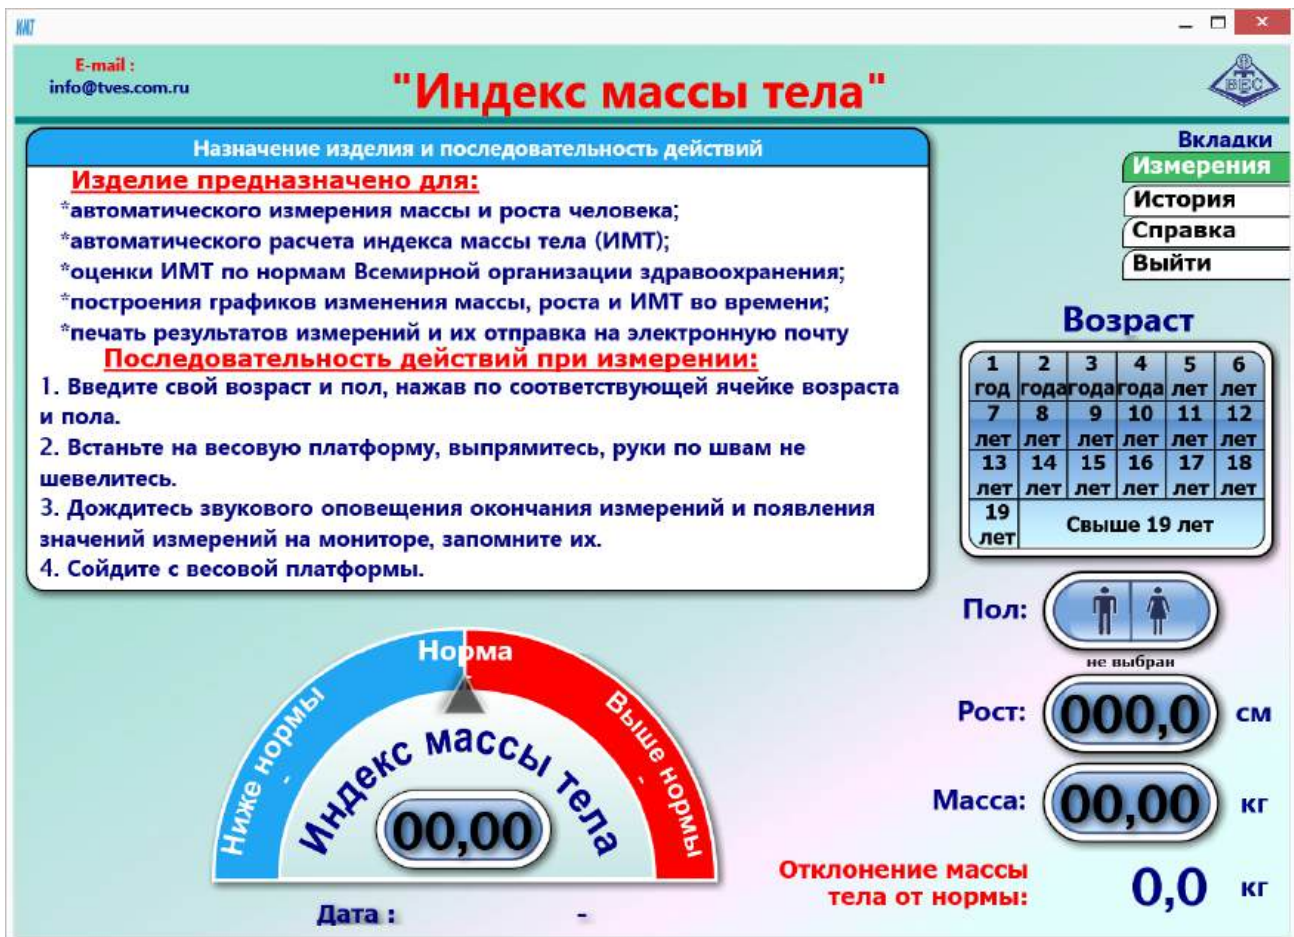 ИМТ
E-mail :
info@tves.com.ru
"Индекс массы тела"
ВЕС
Назначение изделия и последовательность действий
Изделие предназначено для:
*автоматического измерения массы и роста человека;
*автоматического расчета индекса массы тела (ИМТ);
*оценки ИМТ по нормам Всемирной организации здравоохранения;
*построения графиков изменения массы, роста и ИМТ во времени;
*печать результатов измерений и их отправка на электронную почту
Последовательность действий при измерении:
1. Введите свой возраст и пол, нажав по соответствующей ячейке возраста
и пола.
2. Встаньте на весовую платформу, выпрямитесь, руки по швам не
шевелитесь.
3. Дождитесь звукового оповещения окончания измерений и появления
значений измерений на мониторе, запомните их.
4. Сойдите с весовой платформы.
Вкладки
Измерения
История
Справка
Выйти
Возраст
1 2 3 4 5 6
год года года года лет лет
7 8 9 10 11 12
лет лет лет лет лет лет
13 14 15 16 17 18
лет лет лет лет лет лет
19
лет
Свыше 19 лет
Пол:
не выбран
Рост: 000,0 см
Масса: 00,00 кг
Отклонение массы
тела от нормы:
0,0 кг
Ниже нормы
-
Норма
Выше нормы
-
Индекс массы тела
00,00
Дата : -